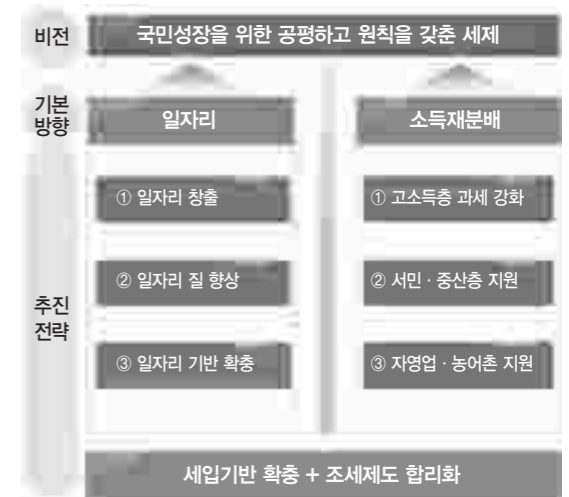 비전
국민성장을 위한 공평하고 원칙을 갖춘 세제
기본
방향
일자리
소득재분배
추진
전략
① 일자리 창출
② 일자리 질 향상
③ 일자리 기반 확충
① 고소득층 과세 강화
② 서민 · 중산층 지원
③ 자영업 · 농어촌 지원
세입기반 확충 + 조세제도 합리화